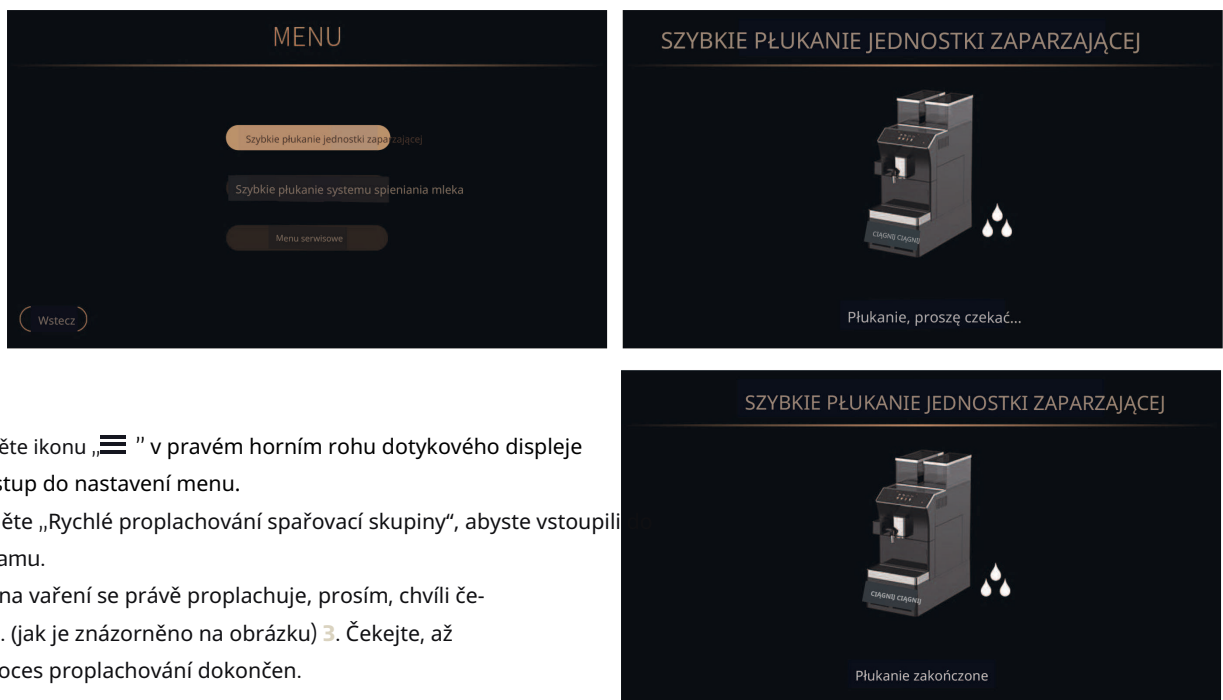 MENU
Szybkie płukanie jednostki zaparzającej
Szybkie płukanie systemu spieniania mleka
Menu serwisowe
Wstecz
SZYBKIE PŁUKANIE JEDNOSTKI ZAPARZAJĄCEJ
CIĄGNIJ CIĄGNIJ
Płukanie, proszę czekać...
ěte ikonu „☰ ” v pravém horním rohu dotykového displeje
stup do nastavení menu.
ěte „Rychlé proplachování spařovací skupiny“, abyste vstoupili
amu.
na vaření se právě proplachuje, prosím, chvíli če-
. (jak je znázorněno na obrázku) 3. Čekejte, až
oces proplachování dokončen.
SZYBKIE PŁUKANIE JEDNOSTKI ZAPARZAJĄCEJ
CIĄGNIJ CIĄGNIJ
Płukanie zakończone